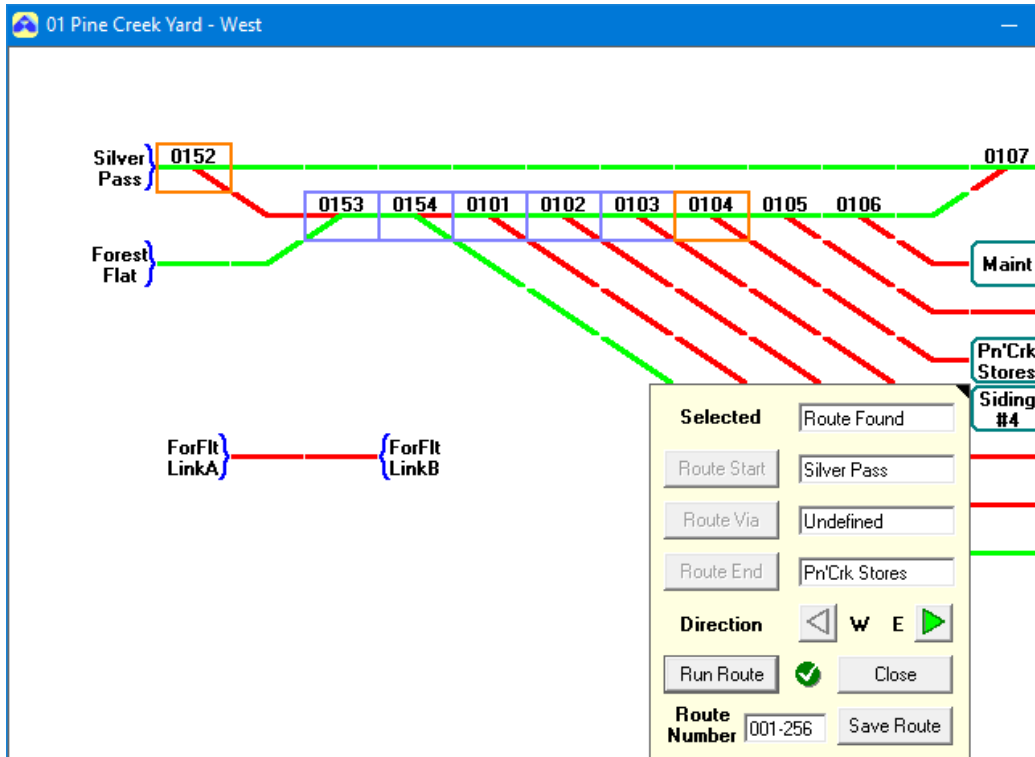 01 Pine Creek Yard - West
Silver
Pass
0152
0107
0153
0154
0101
0102
0103
0104
0105
0106
Forest
Flat
Maint
Pn'Crk
Stores
Siding
#4
ForFlt
LinkA
ForFlt
LinkB
Selected
Route Found
Route Start
Silver Pass
Route Via
Undefined
Route End
Pn'Crk Stores
Direction
W
E
Run Route
Close
Route
Number
001-256
Save Route